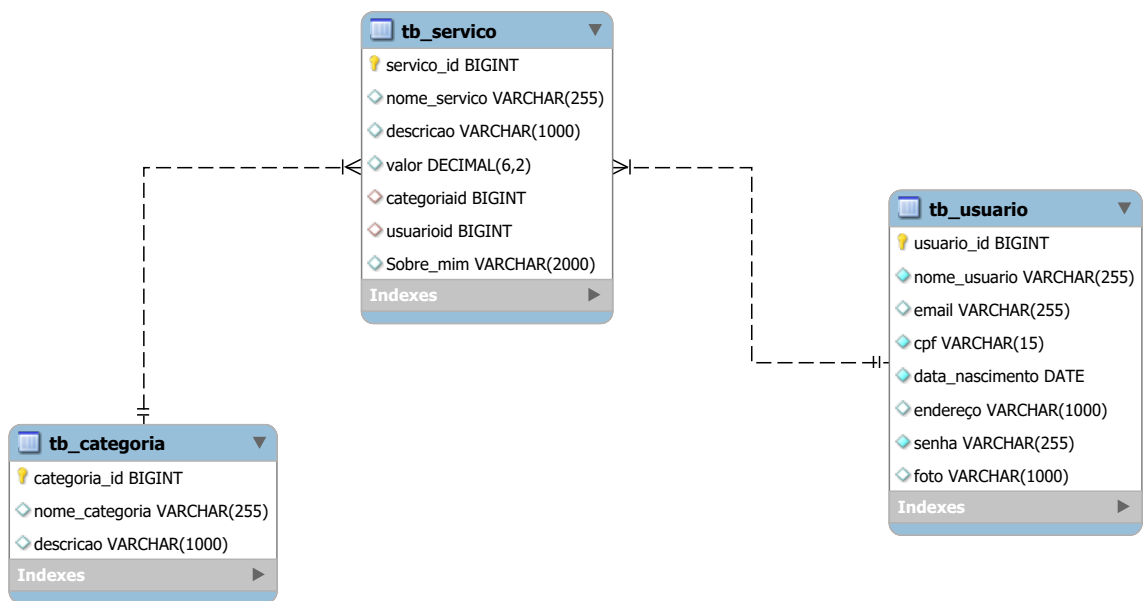 tb_servico
servico_id BIGINT
nome_servico VARCHAR(255)
descricao VARCHAR(1000)
valor DECIMAL(6,2)
categoriaid BIGINT
usuarioid BIGINT
Sobre_mim VARCHAR(2000)
Indexes
tb_usuario
usuario_id BIGINT
nome_usuario VARCHAR(255)
email VARCHAR(255)
cpf VARCHAR(15)
data_nascimento DATE
endereço VARCHAR(1000)
senha VARCHAR(255)
foto VARCHAR(1000)
Indexes
tb_categoria
categoria_id BIGINT
nome_categoria VARCHAR(255)
descricao VARCHAR(1000)
Indexes